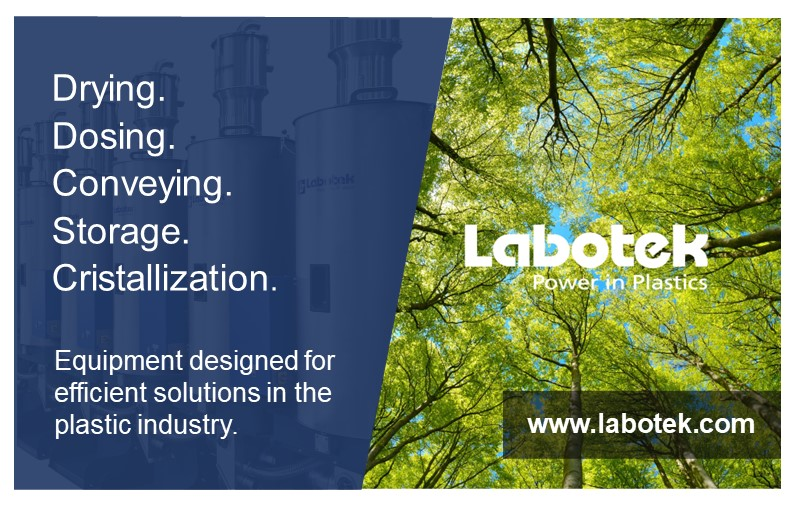 Drying.
Dosing.
Conveying.
Storage.
Cristallization.
Equipment designed for
efficient solutions in the
plastic industry.
Labotek
Labotek
Power in Plastics
www.labotek.com